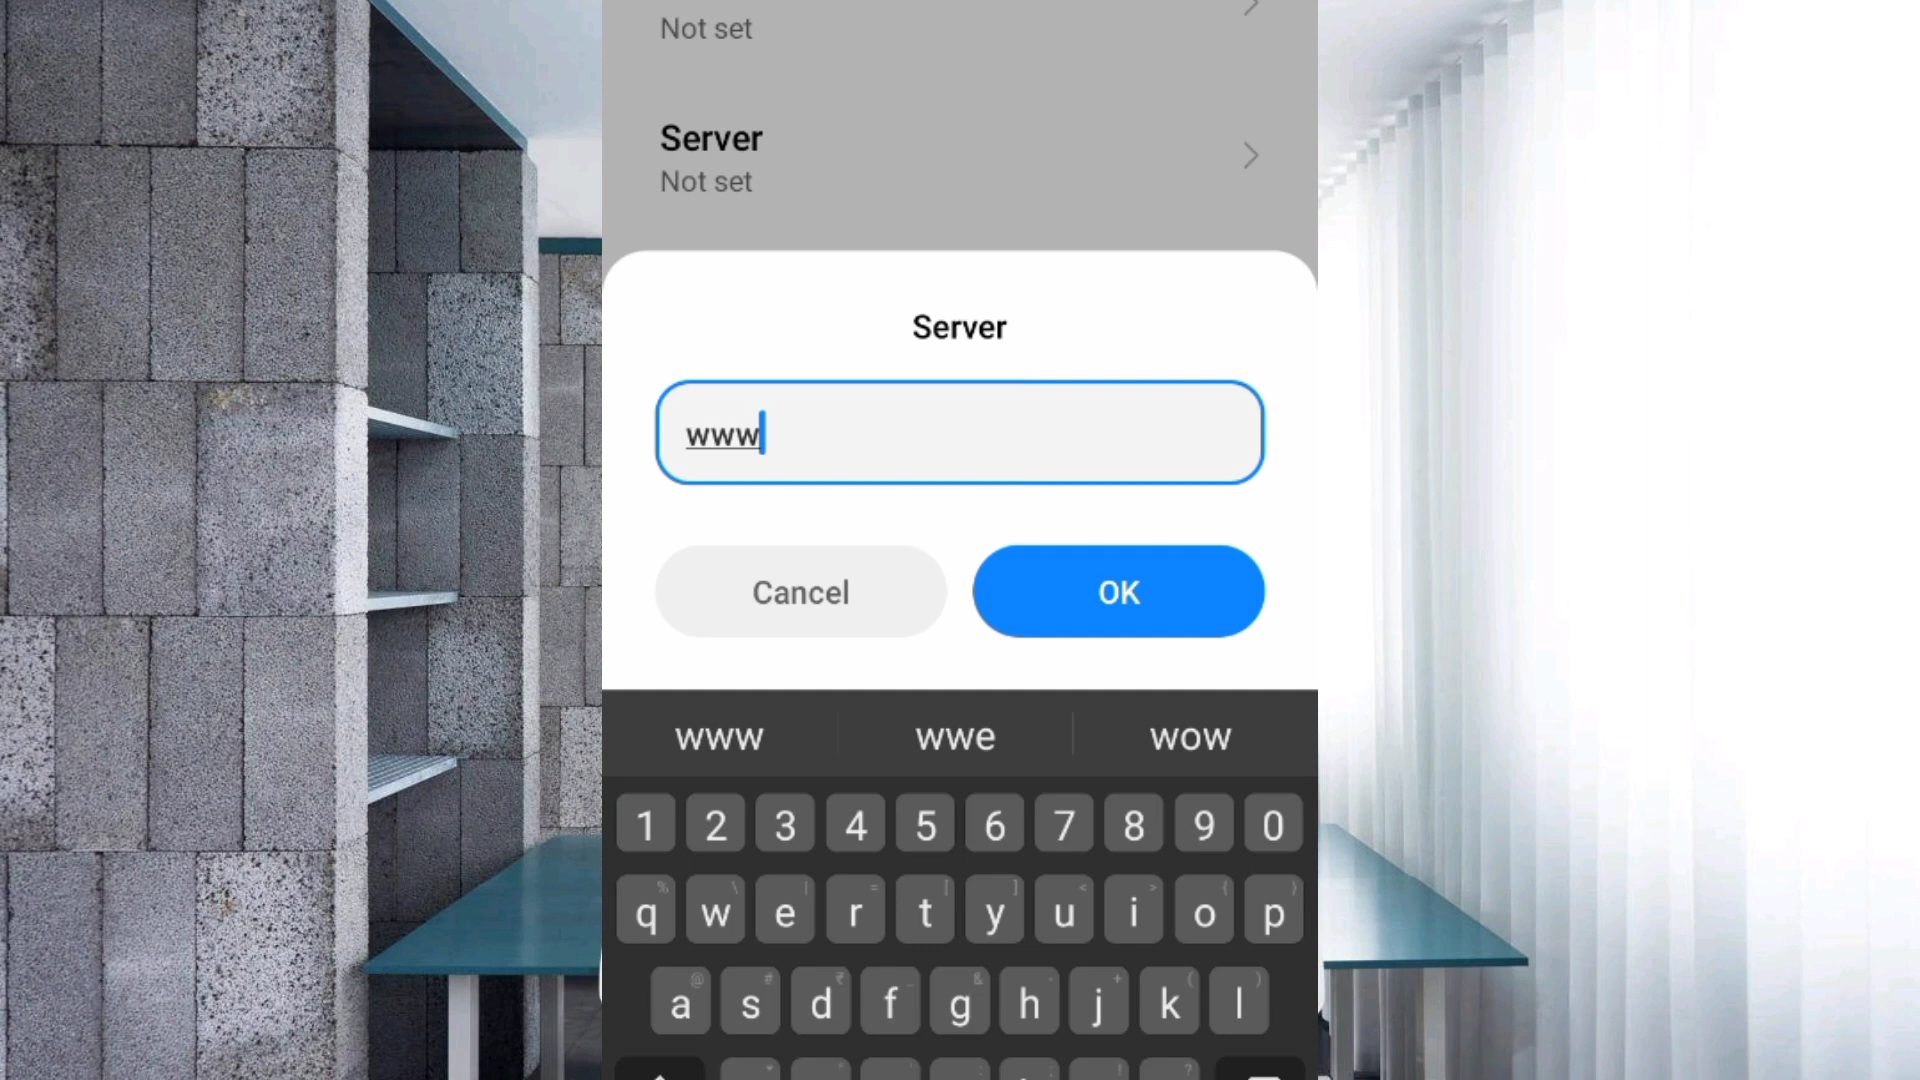 Not set
Server
Not set
Server
www
Cancel OK
www wwe wow
1 2 3 4 5 6 7 8 9 0
q w e r t y u i o p
a s d f g h j k l